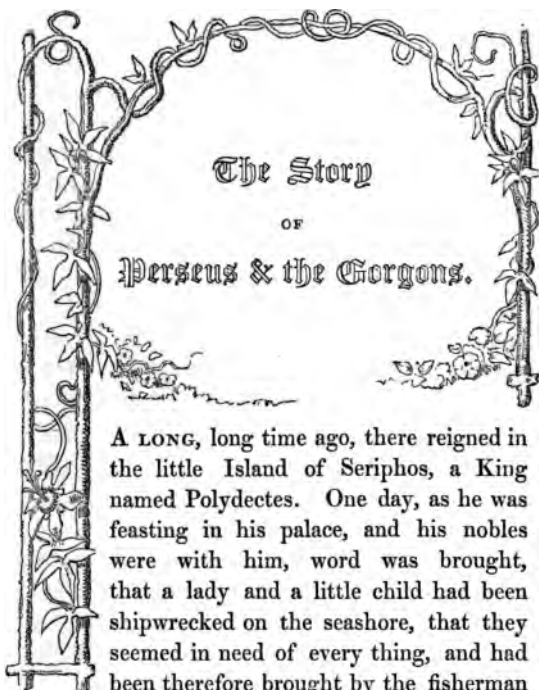 The Story
OF
Perseus & the Gorgons.
A LONG, long time ago, there reigned in
the little Island of Seriphos, a King
named Polydectes. One day, as he was
feasting in his palace, and his nobles
were with him, word was brought,
that a lady and a little child had been
shipwrecked on the seashore, that they
seemed in need of every thing, and had
been therefore brought by the fisherman